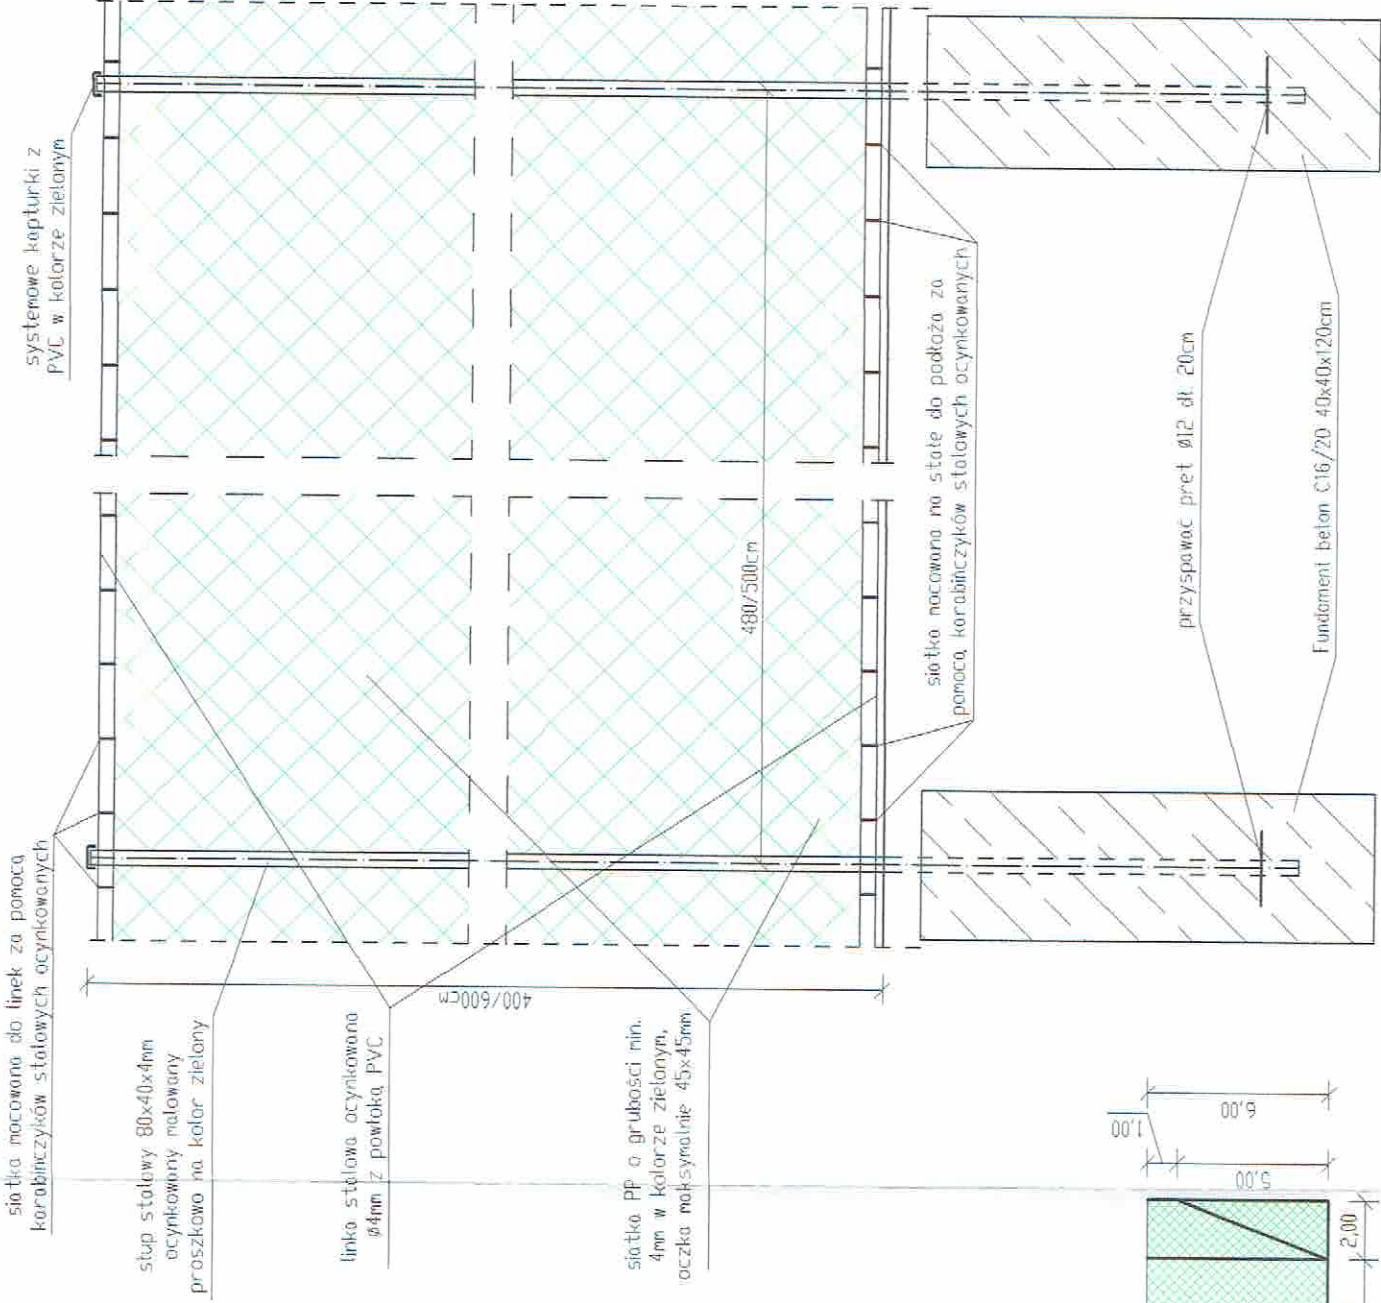 systemowe kapturki z
PVC w kolorze zielonym
siatka mocowana do linek za pomocą
karabińczyków stalowych ocynkowanych
słup stalowy 80x40x4mm
ocynkowany malowany
proszkowo na kolor zielony
linka stalowa ocynkowana
ø4mm z powłoką PVC
siatka PP o grubości min.
4mm w kolorze zielonym,
oczka maksymalnie 45x45mm
400/600cm
480/500cm
siatka mocowana na stałe do podłoża za
pomocą karabińczyków stalowych ocynkowanych
przyspawać pręt ø12 dł. 20cm
Fundament beton C16/20 40x40x120cm
1,00
6,00
5,00
2,00